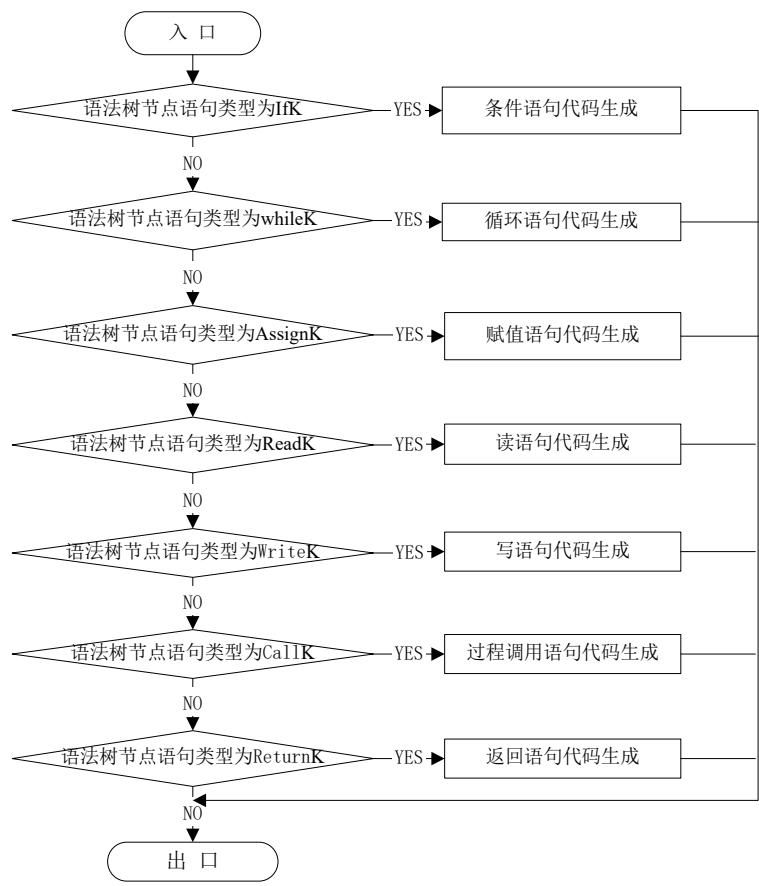 入 口
语法树节点语句类型为IfK
YES
条件语句代码生成
NO
语法树节点语句类型为whileK
YES
循环语句代码生成
NO
语法树节点语句类型为AssignK
YES
赋值语句代码生成
NO
语法树节点语句类型为ReadK
YES
读语句代码生成
NO
语法树节点语句类型为WriteK
YES
写语句代码生成
NO
语法树节点语句类型为CallK
YES
过程调用语句代码生成
NO
语法树节点语句类型为ReturnK
YES
返回语句代码生成
NO
出 口